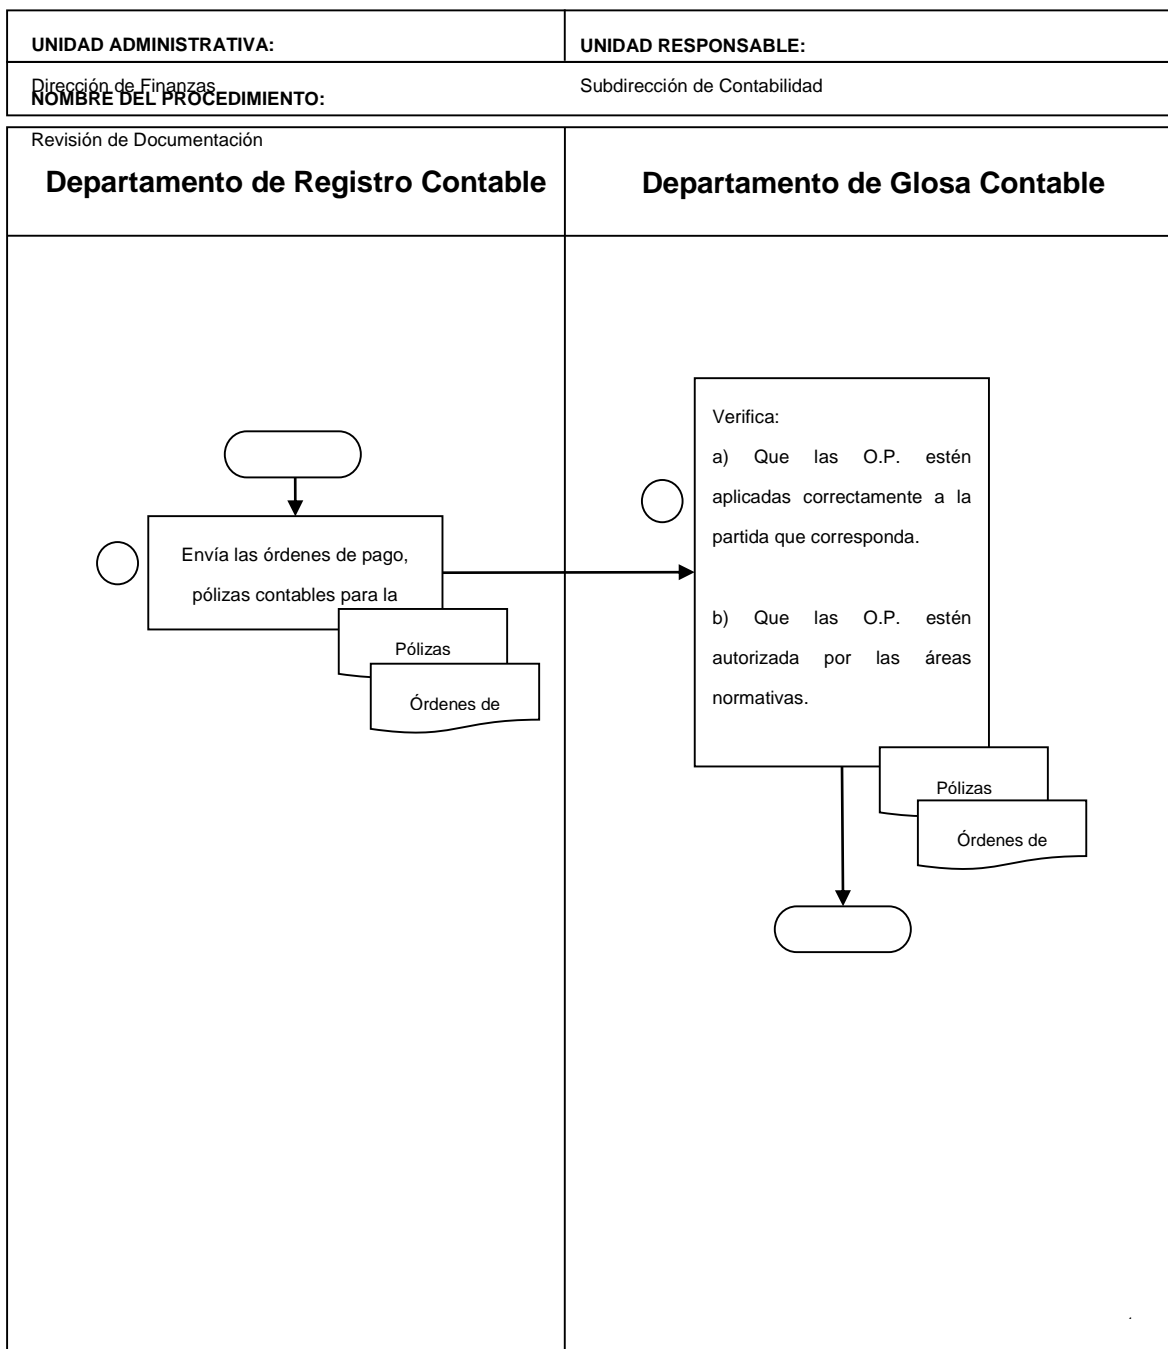 UNIDAD ADMINISTRATIVA:
UNIDAD RESPONSABLE:
Dirección de Finanzas
Subdirección de Contabilidad
NOMBRE DEL PROCEDIMIENTO:
Revisión de Documentación
Departamento de Registro Contable
Departamento de Glosa Contable
Envía las órdenes de pago,
pólizas contables para la
Pólizas
Órdenes de
Verifica:
a) Que las O.P. estén
aplicadas correctamente a la
partida que corresponda.
b) Que las O.P. estén
autorizada por las áreas
normativas.
Pólizas
Órdenes de